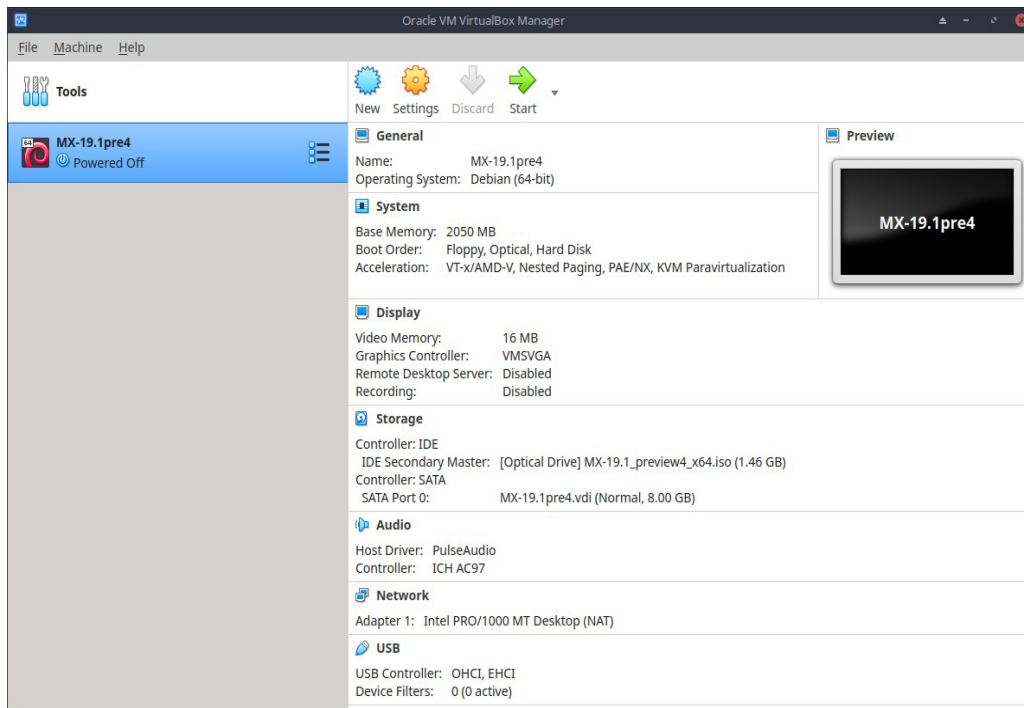 Oracle VM VirtualBox Manager
File Machine Help
Tools
New Settings Discard Start
64
MX-19.1pre4
Powered Off
General
Name: MX-19.1pre4
Operating System: Debian (64-bit)
Preview
MX-19.1pre4
System
Base Memory: 2050 MB
Boot Order: Floppy, Optical, Hard Disk
Acceleration: VT-x/AMD-V, Nested Paging, PAE/NX, KVM Paravirtualization
Display
Video Memory: 16 MB
Graphics Controller: VMSVGA
Remote Desktop Server: Disabled
Recording: Disabled
Storage
Controller: IDE
IDE Secondary Master: [Optical Drive] MX-19.1_preview4_x64.iso (1.46 GB)
Controller: SATA
SATA Port 0: MX-19.1pre4.vdi (Normal, 8.00 GB)
Audio
Host Driver: PulseAudio
Controller: ICH AC97
Network
Adapter 1: Intel PRO/1000 MT Desktop (NAT)
USB
USB Controller: OHCI, EHCI
Device Filters: 0 (0 active)